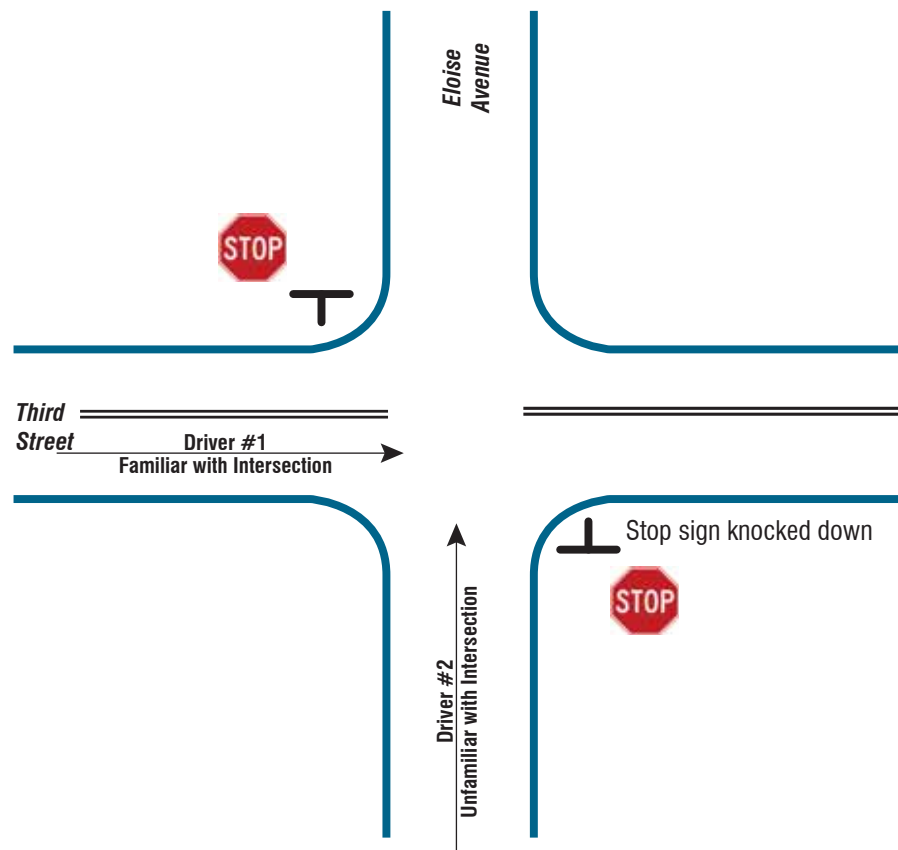 Eloise
Avenue
STOP
Third
Street
Driver #1
Familiar with Intersection
Stop sign knocked down
STOP
Driver #2
Unfamiliar with Intersection